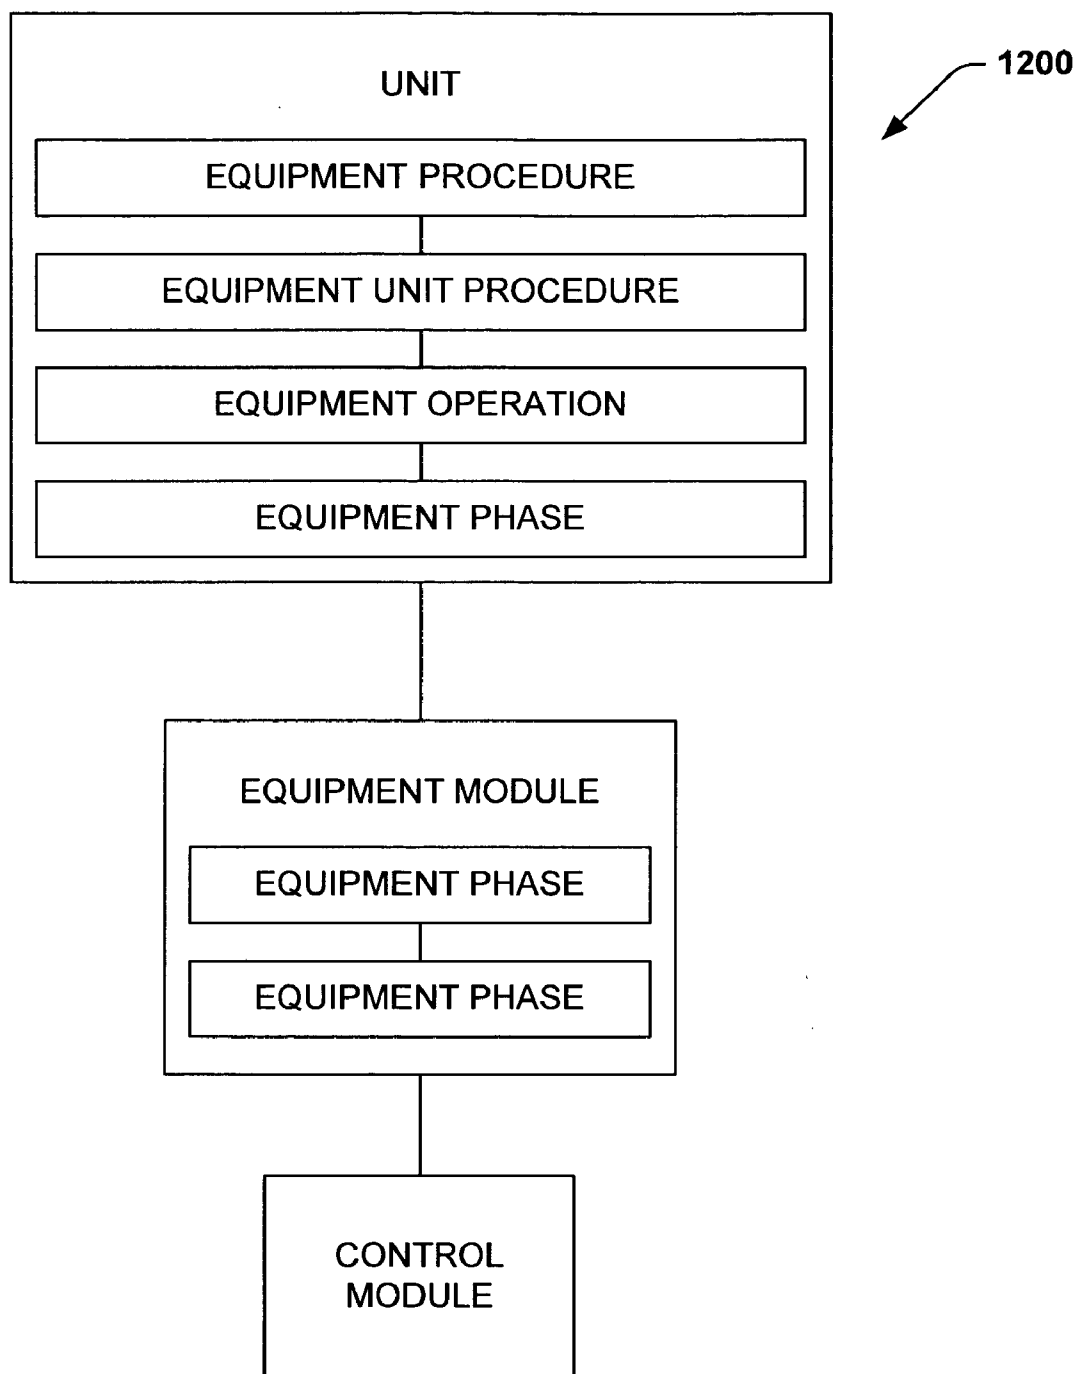 1200
UNIT
EQUIPMENT PROCEDURE
EQUIPMENT UNIT PROCEDURE
EQUIPMENT OPERATION
EQUIPMENT PHASE
EQUIPMENT MODULE
EQUIPMENT PHASE
EQUIPMENT PHASE
CONTROL
MODULE